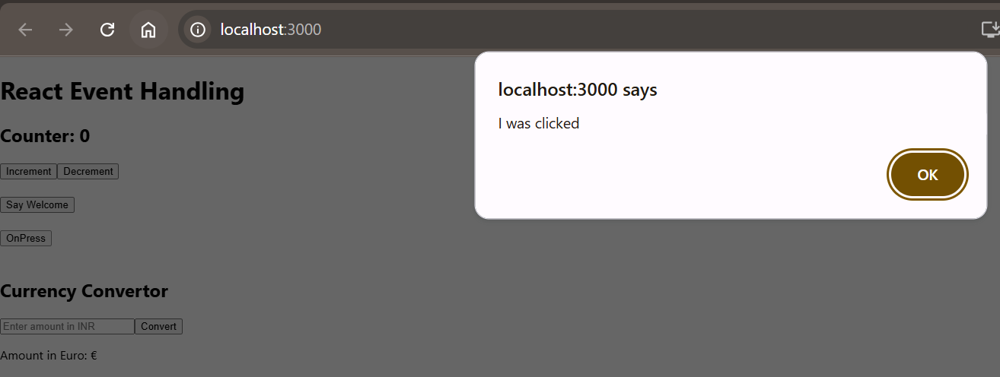 localhost:3000
localhost:3000 says
I was clicked
OK
React Event Handling
Counter: 0
Increment Decrement
Say Welcome
OnPress
Currency Convertor
Enter amount in INR Convert
Amount in Euro: €